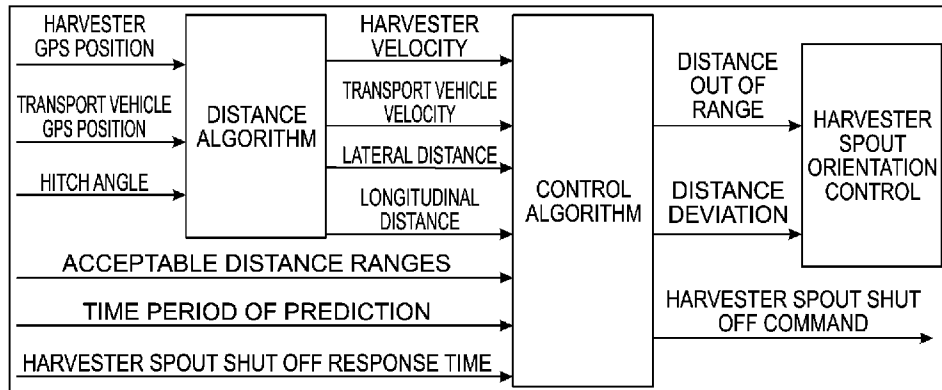 HARVESTER
GPS POSITION
TRANSPORT VEHICLE
GPS POSITION
HITCH ANGLE
DISTANCE
ALGORITHM
HARVESTER
VELOCITY
TRANSPORT VEHICLE
VELOCITY
LATERAL DISTANCE
LONGITUDINAL
DISTANCE
ACCEPTABLE DISTANCE RANGES
TIME PERIOD OF PREDICTION
HARVESTER SPOUT SHUT OFF RESPONSE TIME
CONTROL
ALGORITHM
DISTANCE
OUT OF
RANGE
DISTANCE
DEVIATION
HARVESTER
SPOUT
ORIENTATION
CONTROL
HARVESTER SPOUT SHUT
OFF COMMAND